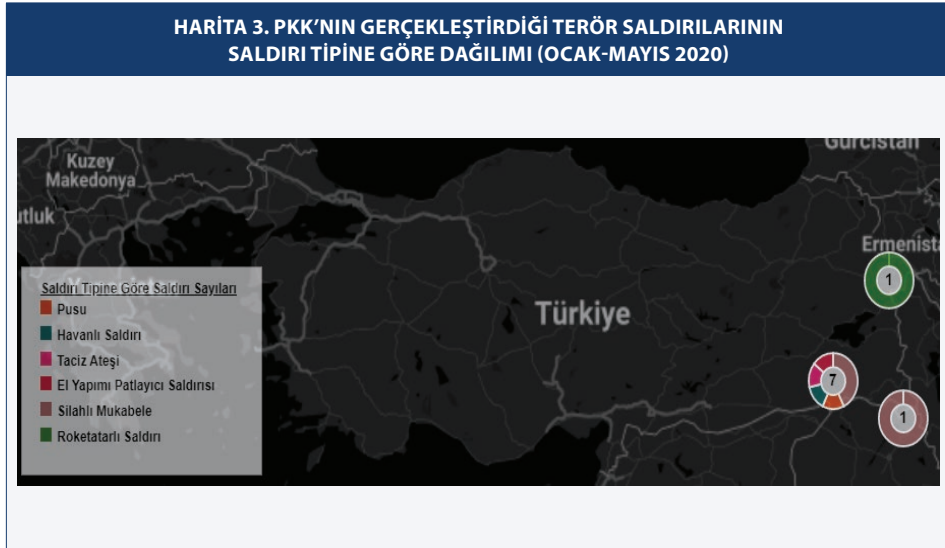 HARİTA 3. PKK’NIN GERÇEKLEŞTİRDİĞİ TERÖR SALDIRILARININ
SALDIRI TİPİNE GÖRE DAĞILIMI (OCAK-MAYIS 2020)
Gürcistan
Kuzey
Makedonya
utluk
Ermenista
1
Saldırı Tipine Göre Saldırı Sayıları
Pusu
Türkiye
Havanlı Saldırı
Taciz Ateşi
7
El Yapımı Patlayıcı Saldırısı
Silahlı Mukabele
1
Roketatarlı Saldırı